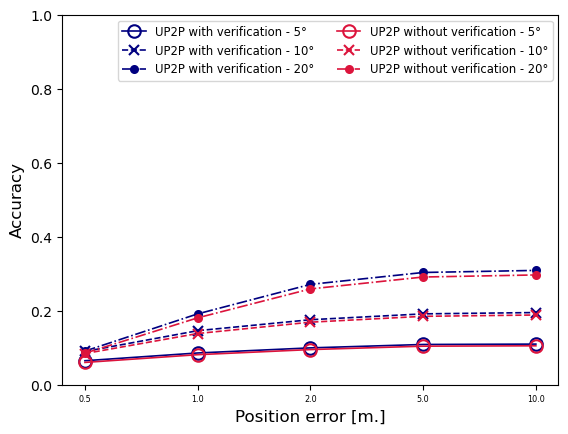 1.0
0.8
0.6
0.4
0.2
0.0
Accuracy
UP2P with verification - 5°
UP2P with verification - 10°
UP2P with verification - 20°
UP2P without verification - 5°
UP2P without verification - 10°
UP2P without verification - 20°
0.5 1.0 2.0 5.0 10.0
Position error [m.]